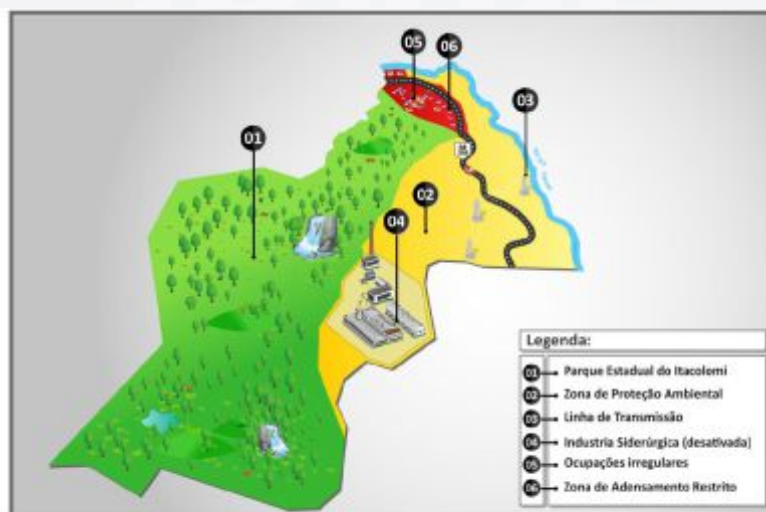 05
06
03
01
02
04
Legenda:
01 Parque Estadual do Itacolomi
02 Zona de Proteção Ambiental
03 Linha de Transmissão
04 Industria Siderúrgica (desativada)
05 Ocupações irregulares
06 Zona de Adensamento Restrito